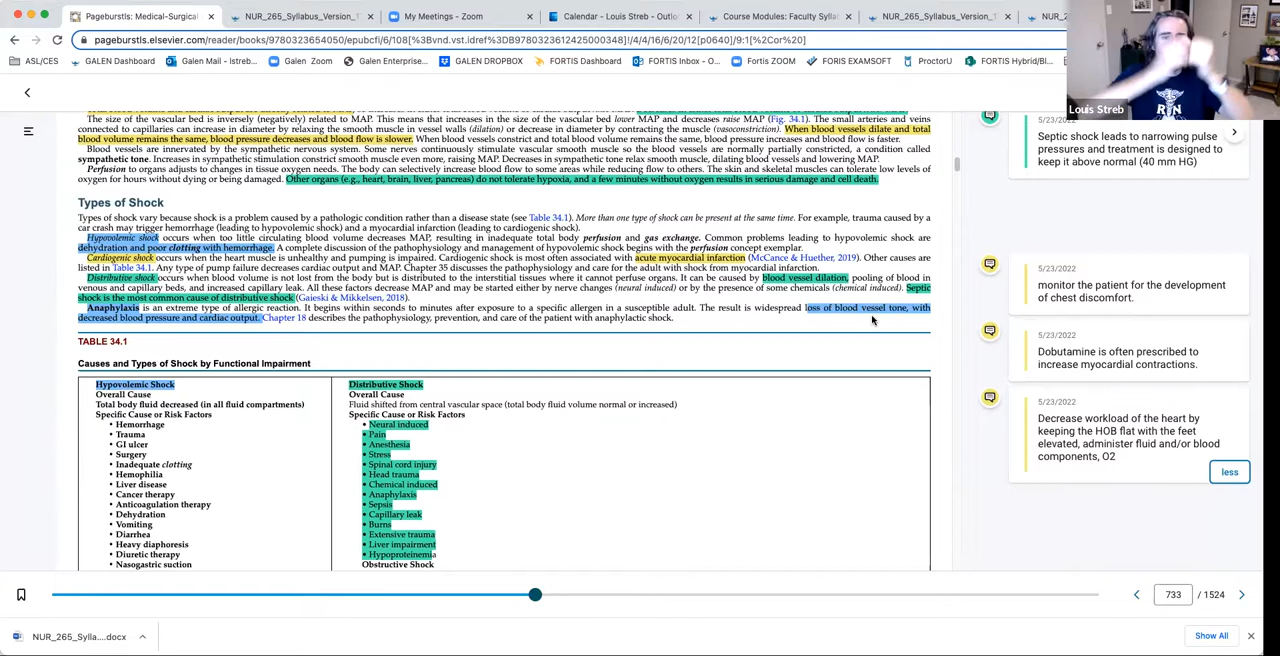 Pageburstls: Medical-Surgical
NUR_265_Syllabus_Version_1
My Meetings - Zoom
Calendar - Louis Streb - Outlo
Course Modules: Faculty Sylla
NUR_265_Syllabus_Version_1
NUR_2
pageburstls.elsevier.com/reader/books/9780323654050/epubcfi/6/108[%3Bvnd.vst.idref%3DB9780323612425000348]!/4/4/16/6/20/12[p0640]/9:1[%2Cor%20]
ASL/CES
GALEN Dashboard
Galen Mail - lstreb...
Galen Zoom
Galen Enterprise...
GALEN DROPBOX
FORTIS Dashboard
FORTIS Inbox - O...
Fortis ZOOM
FORIS EXAMSOFT
ProctorU
FORTIS Hybrid/Bl...
RN
Louis Streb
The size of the vascular bed is inversely (negatively) related to MAP. This means that increases in the size of the vascular bed lower MAP and decreases raise MAP (Fig. 34.1). The small arteries and veins
connected to capillaries can increase in diameter by relaxing the smooth muscle in vessel walls (dilation) or decrease in diameter by contracting the muscle (vasoconstriction). When blood vessels dilate and total
blood volume remains the same, blood pressure decreases and blood flow is slower. When blood vessels constrict and total blood volume remains the same, blood pressure increases and blood flow is faster.
Blood vessels are innervated by the sympathetic nervous system. Some nerves continuously stimulate vascular smooth muscle so the blood vessels are normally partially constricted, a condition called
sympathetic tone. Increases in sympathetic stimulation constrict smooth muscle even more, raising MAP. Decreases in sympathetic tone relax smooth muscle, dilating blood vessels and lowering MAP.
Perfusion to organs adjusts to changes in tissue oxygen needs. The body can selectively increase blood flow to some areas while reducing flow to others. The skin and skeletal muscles can tolerate low levels of
oxygen for hours without dying or being damaged. Other organs (e.g., heart, brain, liver, pancreas) do not tolerate hypoxia, and a few minutes without oxygen results in serious damage and cell death.
Types of Shock
Types of shock vary because shock is a problem caused by a pathologic condition rather than a disease state (see Table 34.1). More than one type of shock can be present at the same time. For example, trauma caused by a
car crash may trigger hemorrhage (leading to hypovolemic shock) and a myocardial infarction (leading to cardiogenic shock).
Hypovolemic shock occurs when too little circulating blood volume decreases MAP, resulting in inadequate total body perfusion and gas exchange. Common problems leading to hypovolemic shock are
dehydration and poor clotting with hemorrhage. A complete discussion of the pathophysiology and management of hypovolemic shock begins with the perfusion concept exemplar.
Cardiogenic shock occurs when the heart muscle is unhealthy and pumping is impaired. Cardiogenic shock is most often associated with acute myocardial infarction (McCance & Huether, 2019). Other causes are
listed in Table 34.1. Any type of pump failure decreases cardiac output and MAP. Chapter 35 discusses the pathophysiology and care for the adult with shock from myocardial infarction.
Distributive shock occurs when blood volume is not lost from the body but is distributed to the interstitial tissues where it cannot perfuse organs. It can be caused by blood vessel dilation, pooling of blood in
venous and capillary beds, and increased capillary leak. All these factors decrease MAP and may be started either by nerve changes (neural induced) or by the presence of some chemicals (chemical induced). Septic
shock is the most common cause of distributive shock (Gaieski & Mikkelsen, 2018).
Anaphylaxis is an extreme type of allergic reaction. It begins within seconds to minutes after exposure to a specific allergen in a susceptible adult. The result is widespread loss of blood vessel tone, with
decreased blood pressure and cardiac output. Chapter 18 describes the pathophysiology, prevention, and care of the patient with anaphylactic shock.
TABLE 34.1
Causes and Types of Shock by Functional Impairment
Hypovolemic Shock
Overall Cause
Total body fluid decreased (in all fluid compartments)
Specific Cause or Risk Factors
• Hemorrhage
• Trauma
• GI ulcer
• Surgery
• Inadequate clotting
• Hemophilia
• Liver disease
• Cancer therapy
• Anticoagulation therapy
• Dehydration
• Vomiting
• Diarrhea
• Heavy diaphoresis
• Diuretic therapy
• Nasogastric suction
Distributive Shock
Overall Cause
Fluid shifted from central vascular space (total body fluid volume normal or increased)
Specific Cause or Risk Factors
• Neural induced
• Pain
• Anesthesia
• Stress
• Spinal cord injury
• Head trauma
• Chemical induced
• Anaphylaxis
• Sepsis
• Capillary leak
• Burns
• Extensive trauma
• Liver impairment
• Hypoproteinemia
Obstructive Shock
5/23/2022
Septic shock leads to narrowing pulse
pressures and treatment is designed to
keep it above normal (40 mm HG)
5/23/2022
monitor the patient for the development
of chest discomfort.
5/23/2022
Dobutamine is often prescribed to
increase myocardial contractions.
5/23/2022
Decrease workload of the heart by
keeping the HOB flat with the feet
elevated, administer fluid and/or blood
components, O2
less
733 / 1524
NUR_265_Sylla....docx
Show All